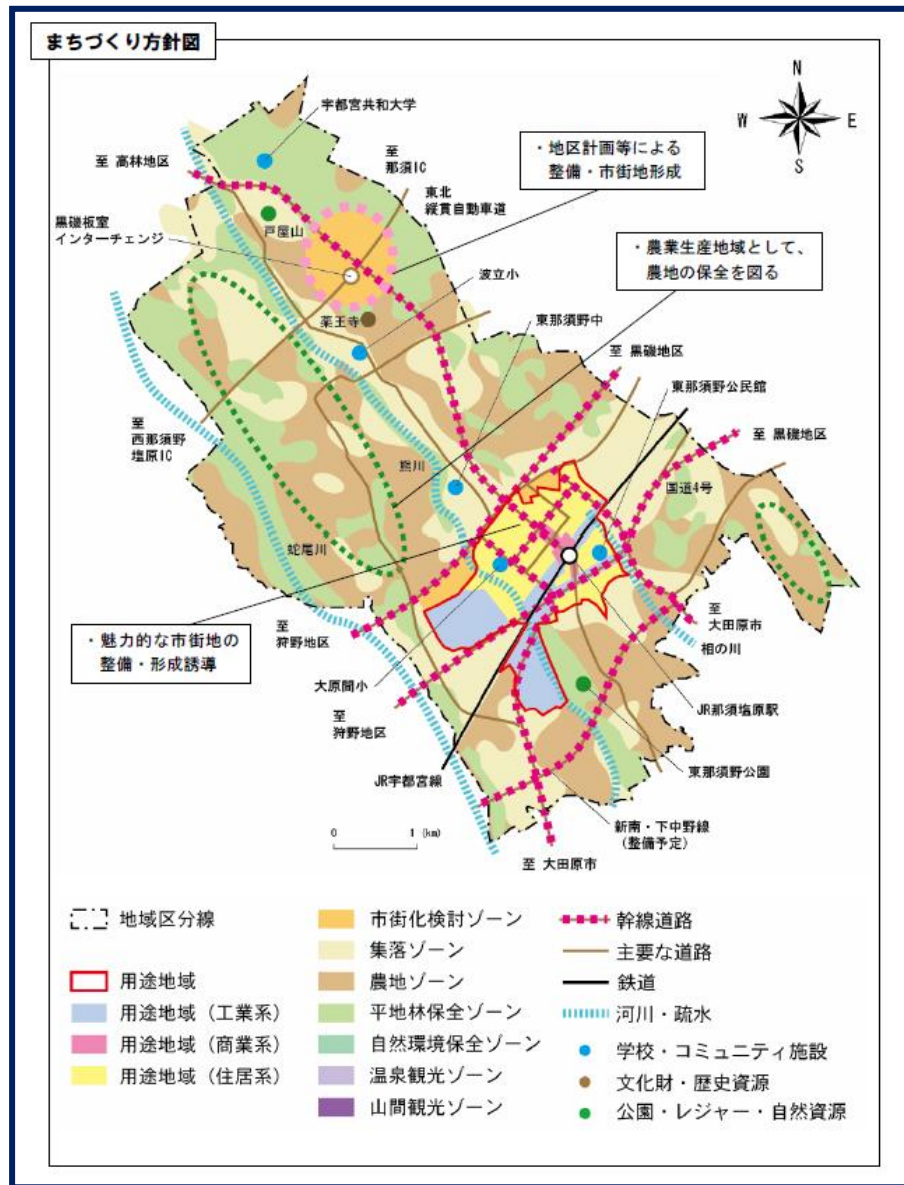 まちづくり方針図
N
W
E
S
宇都宮共和大学
至 高林地区
至
那須IC
・地区計画等による
整備・市街地形成
東北
縦貫自動車道
黒磯板室
インターチェンジ
戸屋山
・農業生産地域として、
農地の保全を図る
波立小
薬王寺
東那須野中
至 黒磯地区
東那須野公民館
至 黒磯地区
至
西那須野
塩原IC
熊川
国道4号
蛇尾川
至
大田原市
相の川
至
狩野地区
・魅力的な市街地の
整備・形成誘導
大原間小
JR那須塩原駅
至
狩野地区
東那須野公園
JR宇都宮線
新南・下中野線
(整備予定)
0 1 (km)
至 大田原市
地域区分線
用途地域
用途地域（工業系）
用途地域（商業系）
用途地域（住居系）
市街化検討ゾーン
集落ゾーン
農地ゾーン
平地林保全ゾーン
自然環境保全ゾーン
温泉観光ゾーン
山間観光ゾーン
幹線道路
主要な道路
鉄道
河川・疏水
学校・コミュニティ施設
文化財・歴史資源
公園・レジャー・自然資源